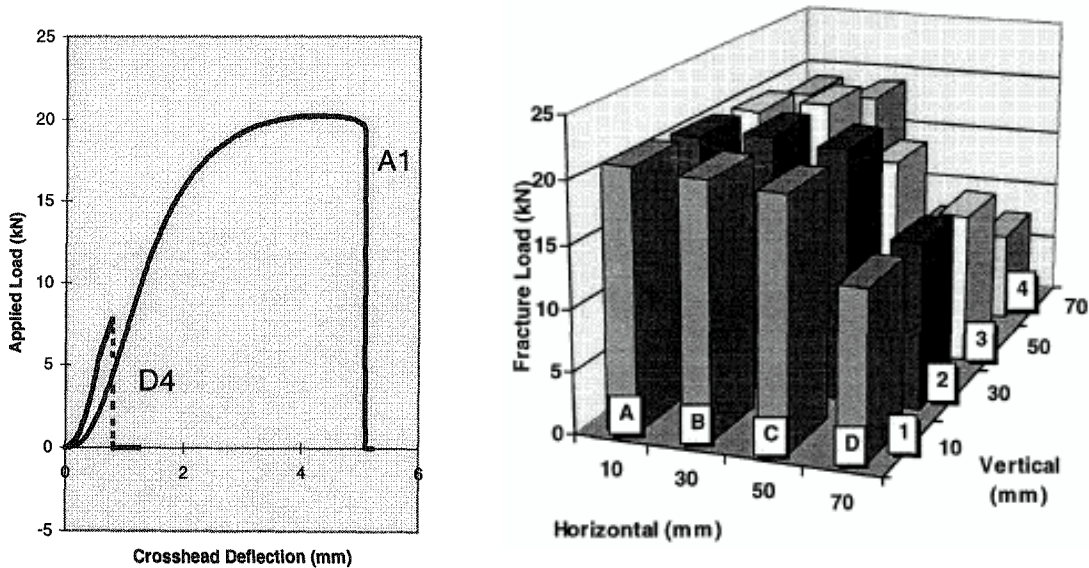 25
20
15
10
5
0
-5
0 2 4 6
Applied Load (kN)
Crosshead Deflection (mm)
A1
D4
25
20
15
10
5
0
Fracture Load (kN)
A B C D
1
2
3
4
10 30 50 70
Horizontal (mm)
10
30
50
70
Vertical
(mm)